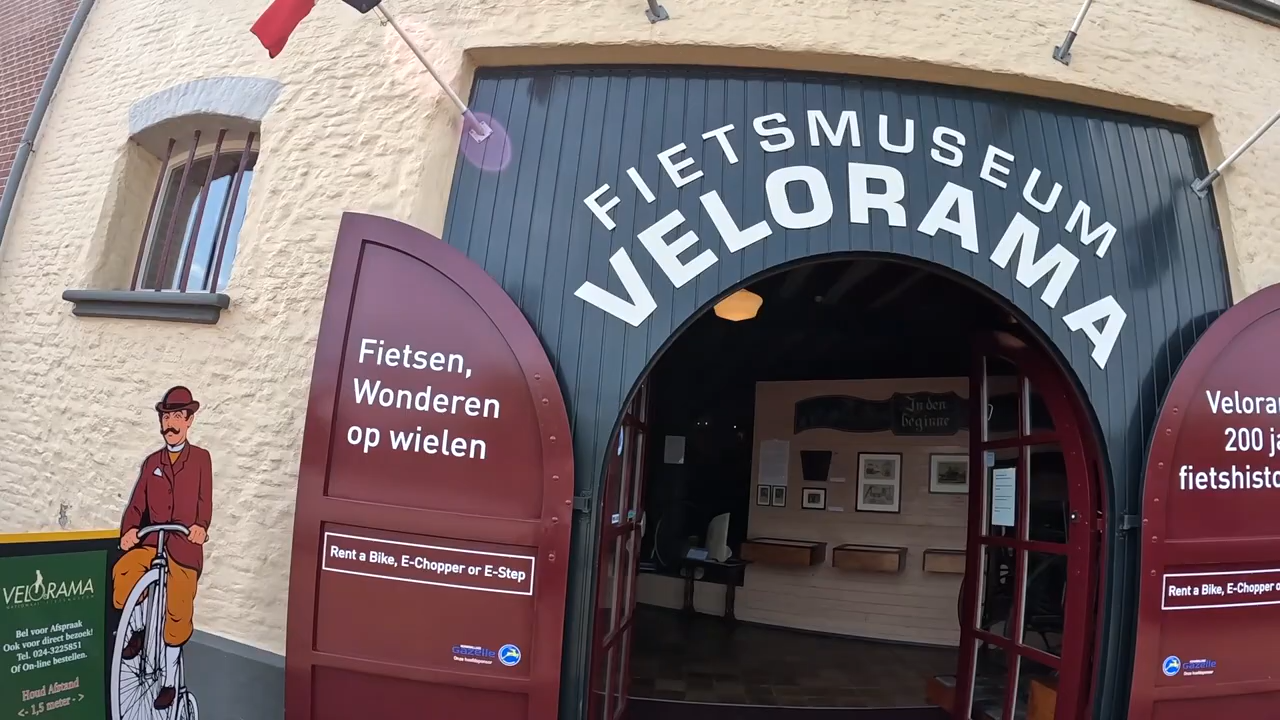 FIETSMUSEUM
VELORAMA
Fietsen,
Wonderen
op wielen
Rent a Bike, E-Chopper or E-Step
Gazelle
In den
beginne
Velora
200 ja
fietshisto
Rent a Bike, E-Chopper o
Gazelle
VELORAMA
Bel voor Afspraak
Ook voor direct bezoek!
Tel. 024-3225851
Of On-line bestellen.
Houd Afstand
<- 1,5 meter ->